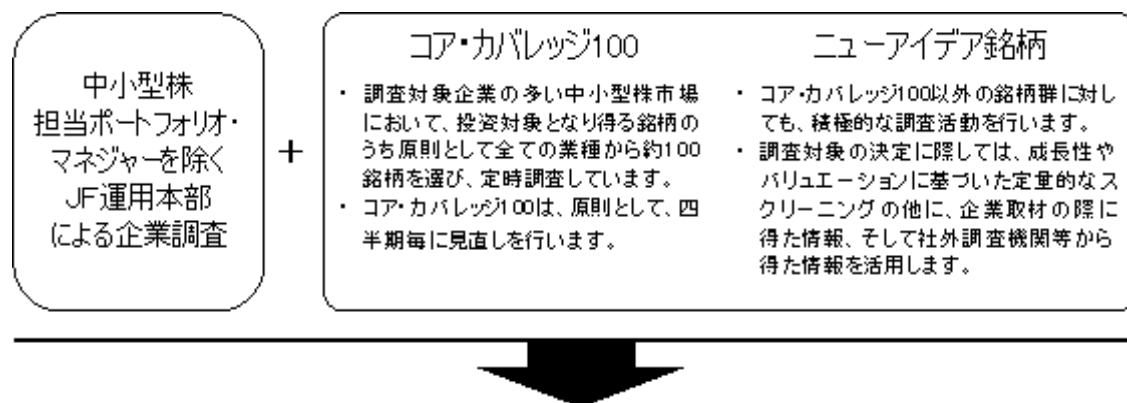 中小型株
担当ポートフォリオ・
マネジャーを除く
JF運用本部
による企業調査
+
コア・カバレッジ100
・ 調査対象企業の多い中小型株市場
において、投資対象となり得る銘柄の
うち原則として全ての業種から約100
銘柄を選び、定時調査しています。
・ コア・カバレッジ100は、原則として、四
半期毎に見直しを行います。
ニューアイデア銘柄
・ コア・カバレッジ100以外の銘柄群に対し
ても、積極的な調査活動を行います。
・ 調査対象の決定に際しては、成長性や
バリュエーションに基づいた定量的なス
クリーニングの他に、企業取材の際に
得た情報、そして社外調査機関等から
得た情報を活用します。